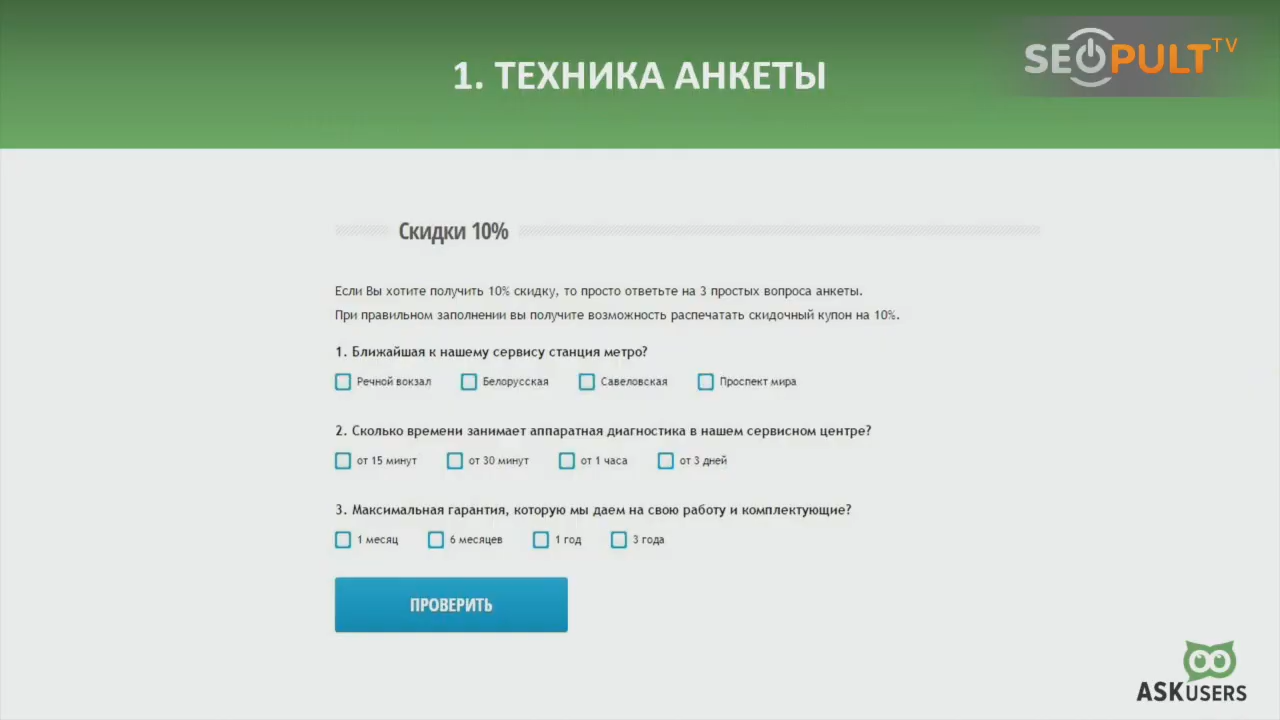 1. ТЕХНИКА АНКЕТЫ
SEOPULT TV
Скидки 10%
Если Вы хотите получить 10% скидку, то просто ответьте на 3 простых вопроса анкеты.
При правильном заполнении вы получите возможность распечатать скидочный купон на 10%.
1. Ближайшая к нашему сервису станция метро?
Речной вокзал Белорусская Савеловская Проспект мира
2. Сколько времени занимает аппаратная диагностика в нашем сервисном центре?
от 15 минут от 30 минут от 1 часа от 3 дней
3. Максимальная гарантия, которую мы даем на свою работу и комплектующие?
1 месяц 6 месяцев 1 год 3 года
ПРОВЕРИТЬ
ASKUSERS